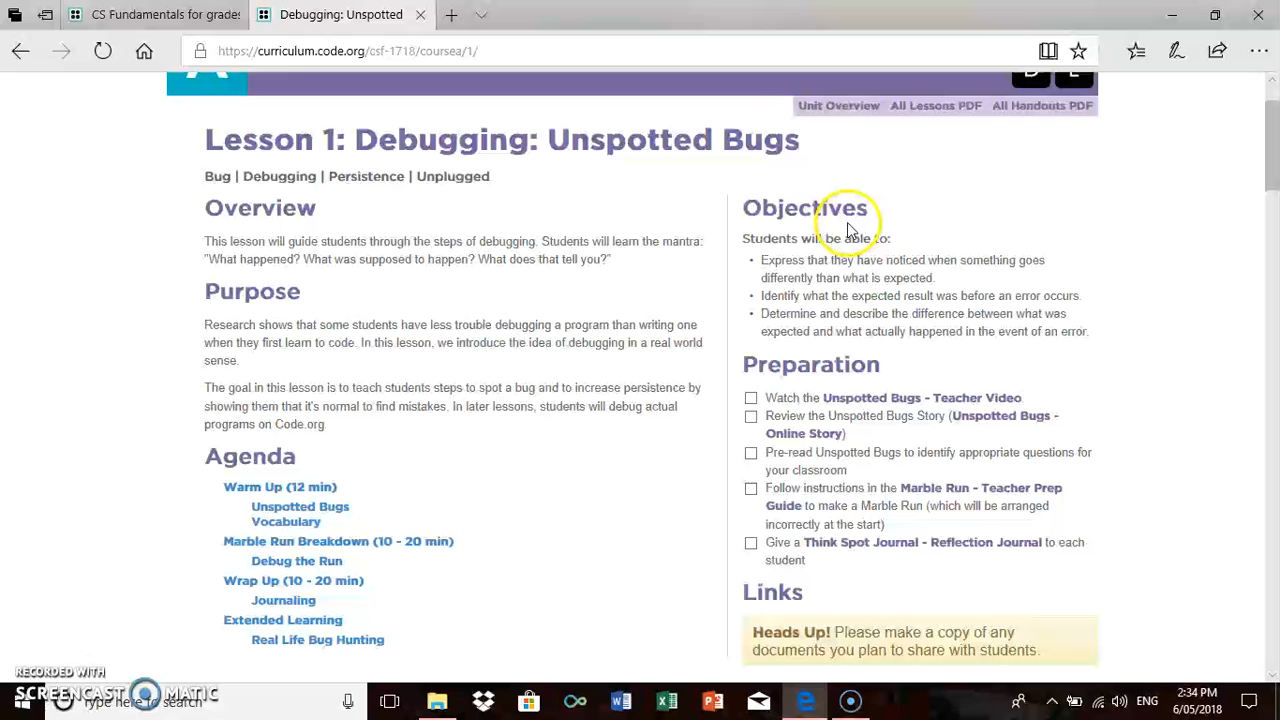 CS Fundamentals for grades
Debugging: Unspotted
https://curriculum.code.org/csf-1718/coursea/1/
Unit Overview All Lessons PDF All Handouts PDF
Lesson 1: Debugging: Unspotted Bugs
Bug | Debugging | Persistence | Unplugged
Overview
This lesson will guide students through the steps of debugging. Students will learn the mantra:
"What happened? What was supposed to happen? What does that tell you?"
Purpose
Research shows that some students have less trouble debugging a program than writing one
when they first learn to code. In this lesson, we introduce the idea of debugging in a real world
sense.
The goal in this lesson is to teach students steps to spot a bug and to increase persistence by
showing them that it's normal to find mistakes. In later lessons, students will debug actual
programs on Code.org.
Agenda
Warm Up (12 min)
Unspotted Bugs
Vocabulary
Marble Run Breakdown (10 - 20 min)
Debug the Run
Wrap Up (10 - 20 min)
Journaling
Extended Learning
Real Life Bug Hunting
Objectives
Students will be able to:
• Express that they have noticed when something goes
differently than what is expected.
• Identify what the expected result was before an error occurs.
• Determine and describe the difference between what was
expected and what actually happened in the event of an error.
Preparation
Watch the Unspotted Bugs - Teacher Video.
Review the Unspotted Bugs Story (Unspotted Bugs -
Online Story)
Pre-read Unspotted Bugs to identify appropriate questions for
your classroom
Follow instructions in the Marble Run - Teacher Prep
Guide to make a Marble Run (which will be arranged
incorrectly at the start)
Give a Think Spot Journal - Reflection Journal to each
student
Links
Heads Up! Please make a copy of any
documents you plan to share with students.
RECORDED WITH
SCREENCAST MATIC
Type here to search
ENG
2:34 PM
6/05/2018